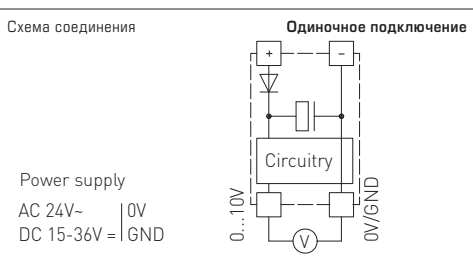 Схема соединения
Одиночное подключение
+ −
Circuitry
Power supply
AC 24V~ 0V
DC 15-36V = GND
0...10V
0V/GND
V